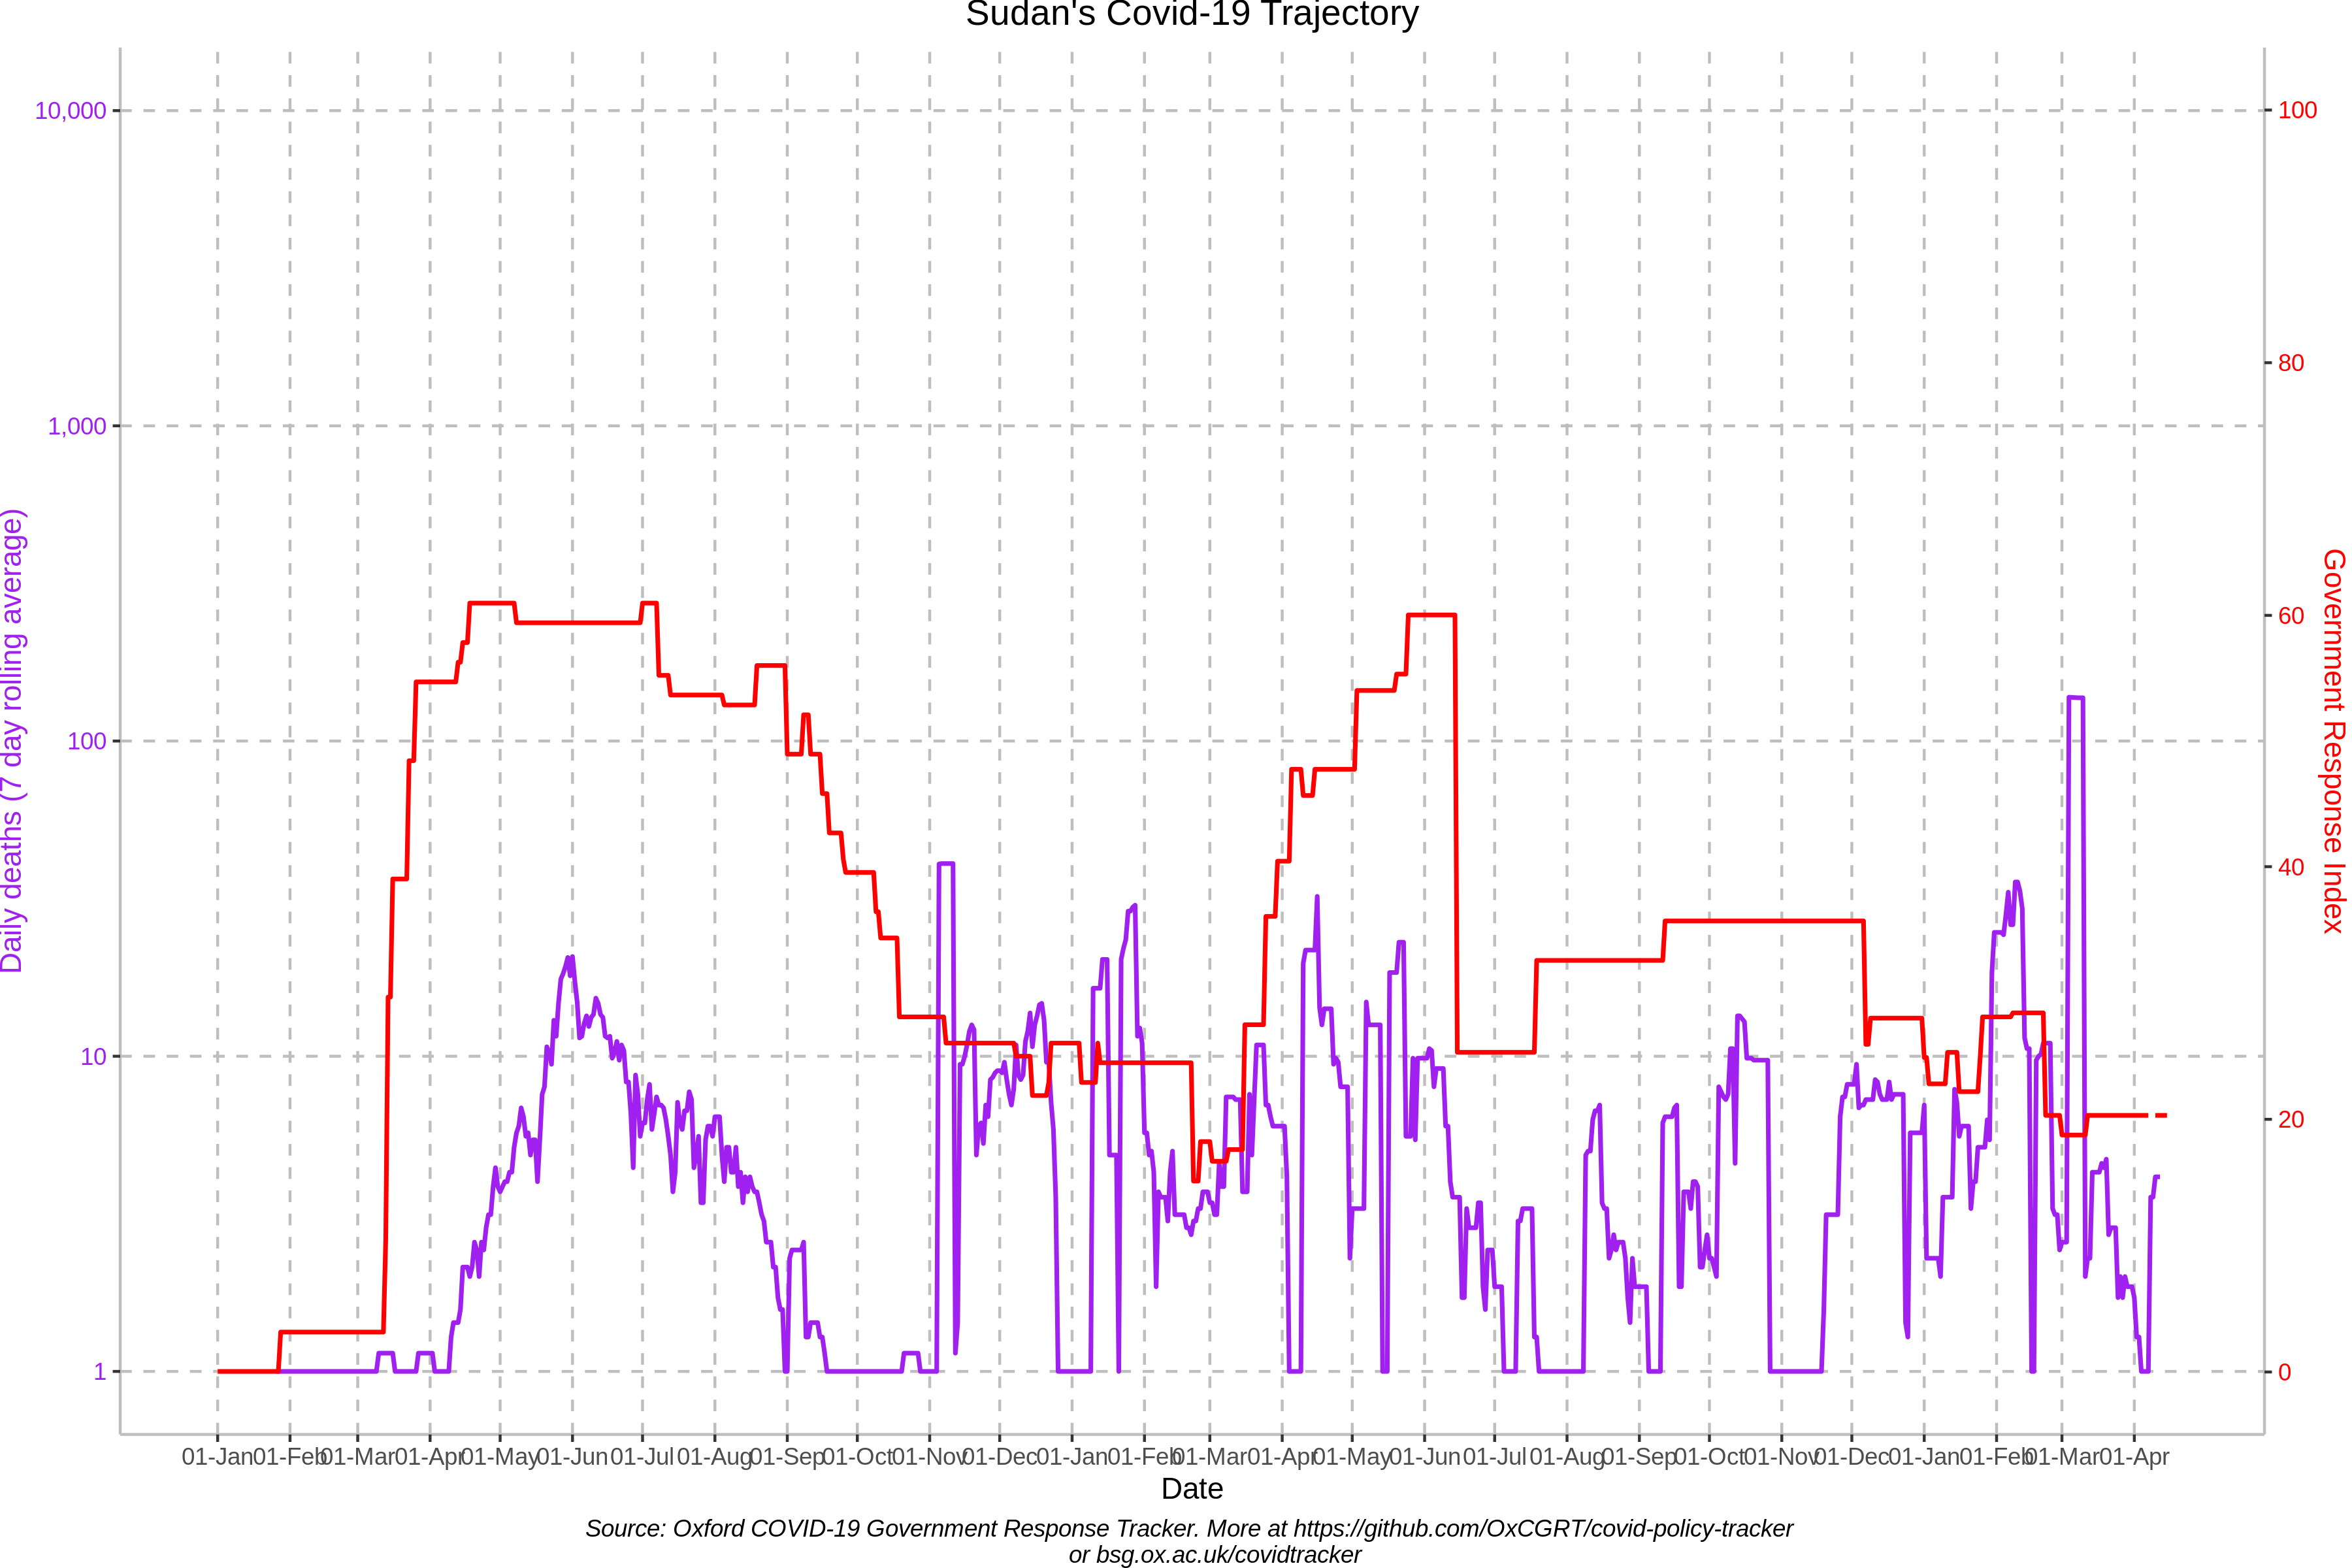 Sudan's Covid-19 Trajectory
10,000
1,000
100
10
1
Daily deaths (7 day rolling average)
100
80
60
40
20
0
Government Response Index
01-Jan 01-Feb 01-Mar 01-Apr 01-May 01-Jun 01-Jul 01-Aug 01-Sep 01-Oct 01-Nov 01-Dec 01-Jan 01-Feb 01-Mar 01-Apr 01-May 01-Jun 01-Jul 01-Aug 01-Sep 01-Oct 01-Nov 01-Dec 01-Jan 01-Feb 01-Mar 01-Apr
Date
Source: Oxford COVID-19 Government Response Tracker. More at https://github.com/OxCGRT/covid-policy-tracker
or bsg.ox.ac.uk/covidtracker